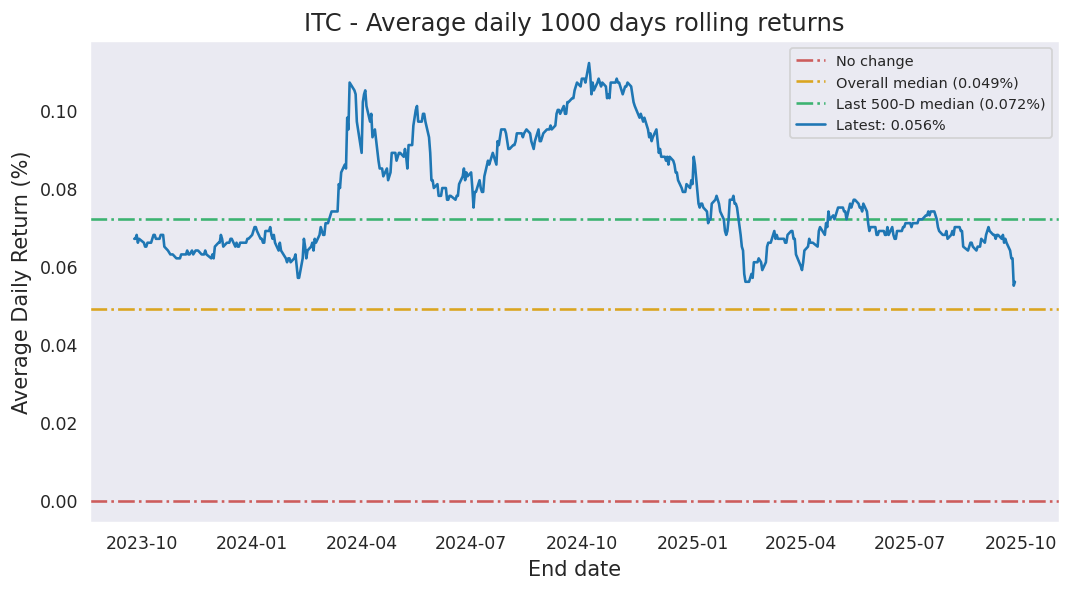 ITC - Average daily 1000 days rolling returns
No change
Overall median (0.049%)
Last 500-D median (0.072%)
Latest: 0.056%
Average Daily Return (%)
0.10
0.08
0.06
0.04
0.02
0.00
2023-10 2024-01 2024-04 2024-07 2024-10 2025-01 2025-04 2025-07 2025-10
End date